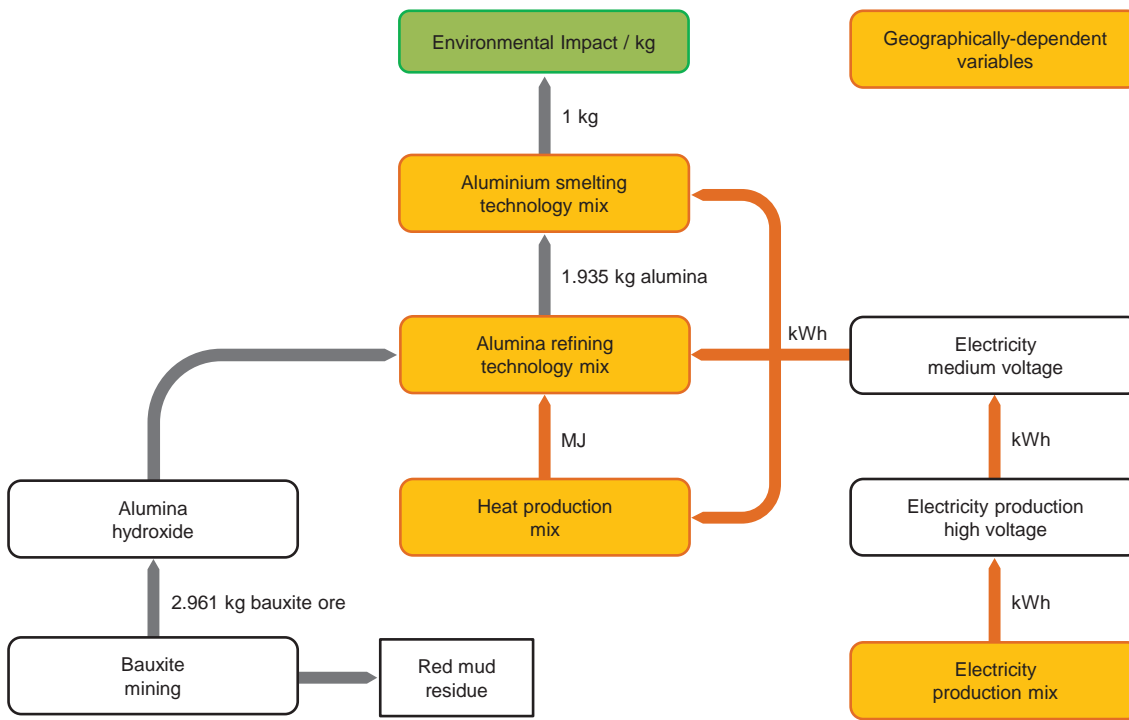 Environmental Impact / kg
Geographically-dependent
variables
1 kg
Aluminium smelting
technology mix
1.935 kg alumina
Alumina refining
technology mix
kWh
Electricity
medium voltage
MJ
kWh
Alumina
hydroxide
Heat production
mix
Electricity production
high voltage
2.961 kg bauxite ore
kWh
Bauxite
mining
Red mud
residue
Electricity
production mix